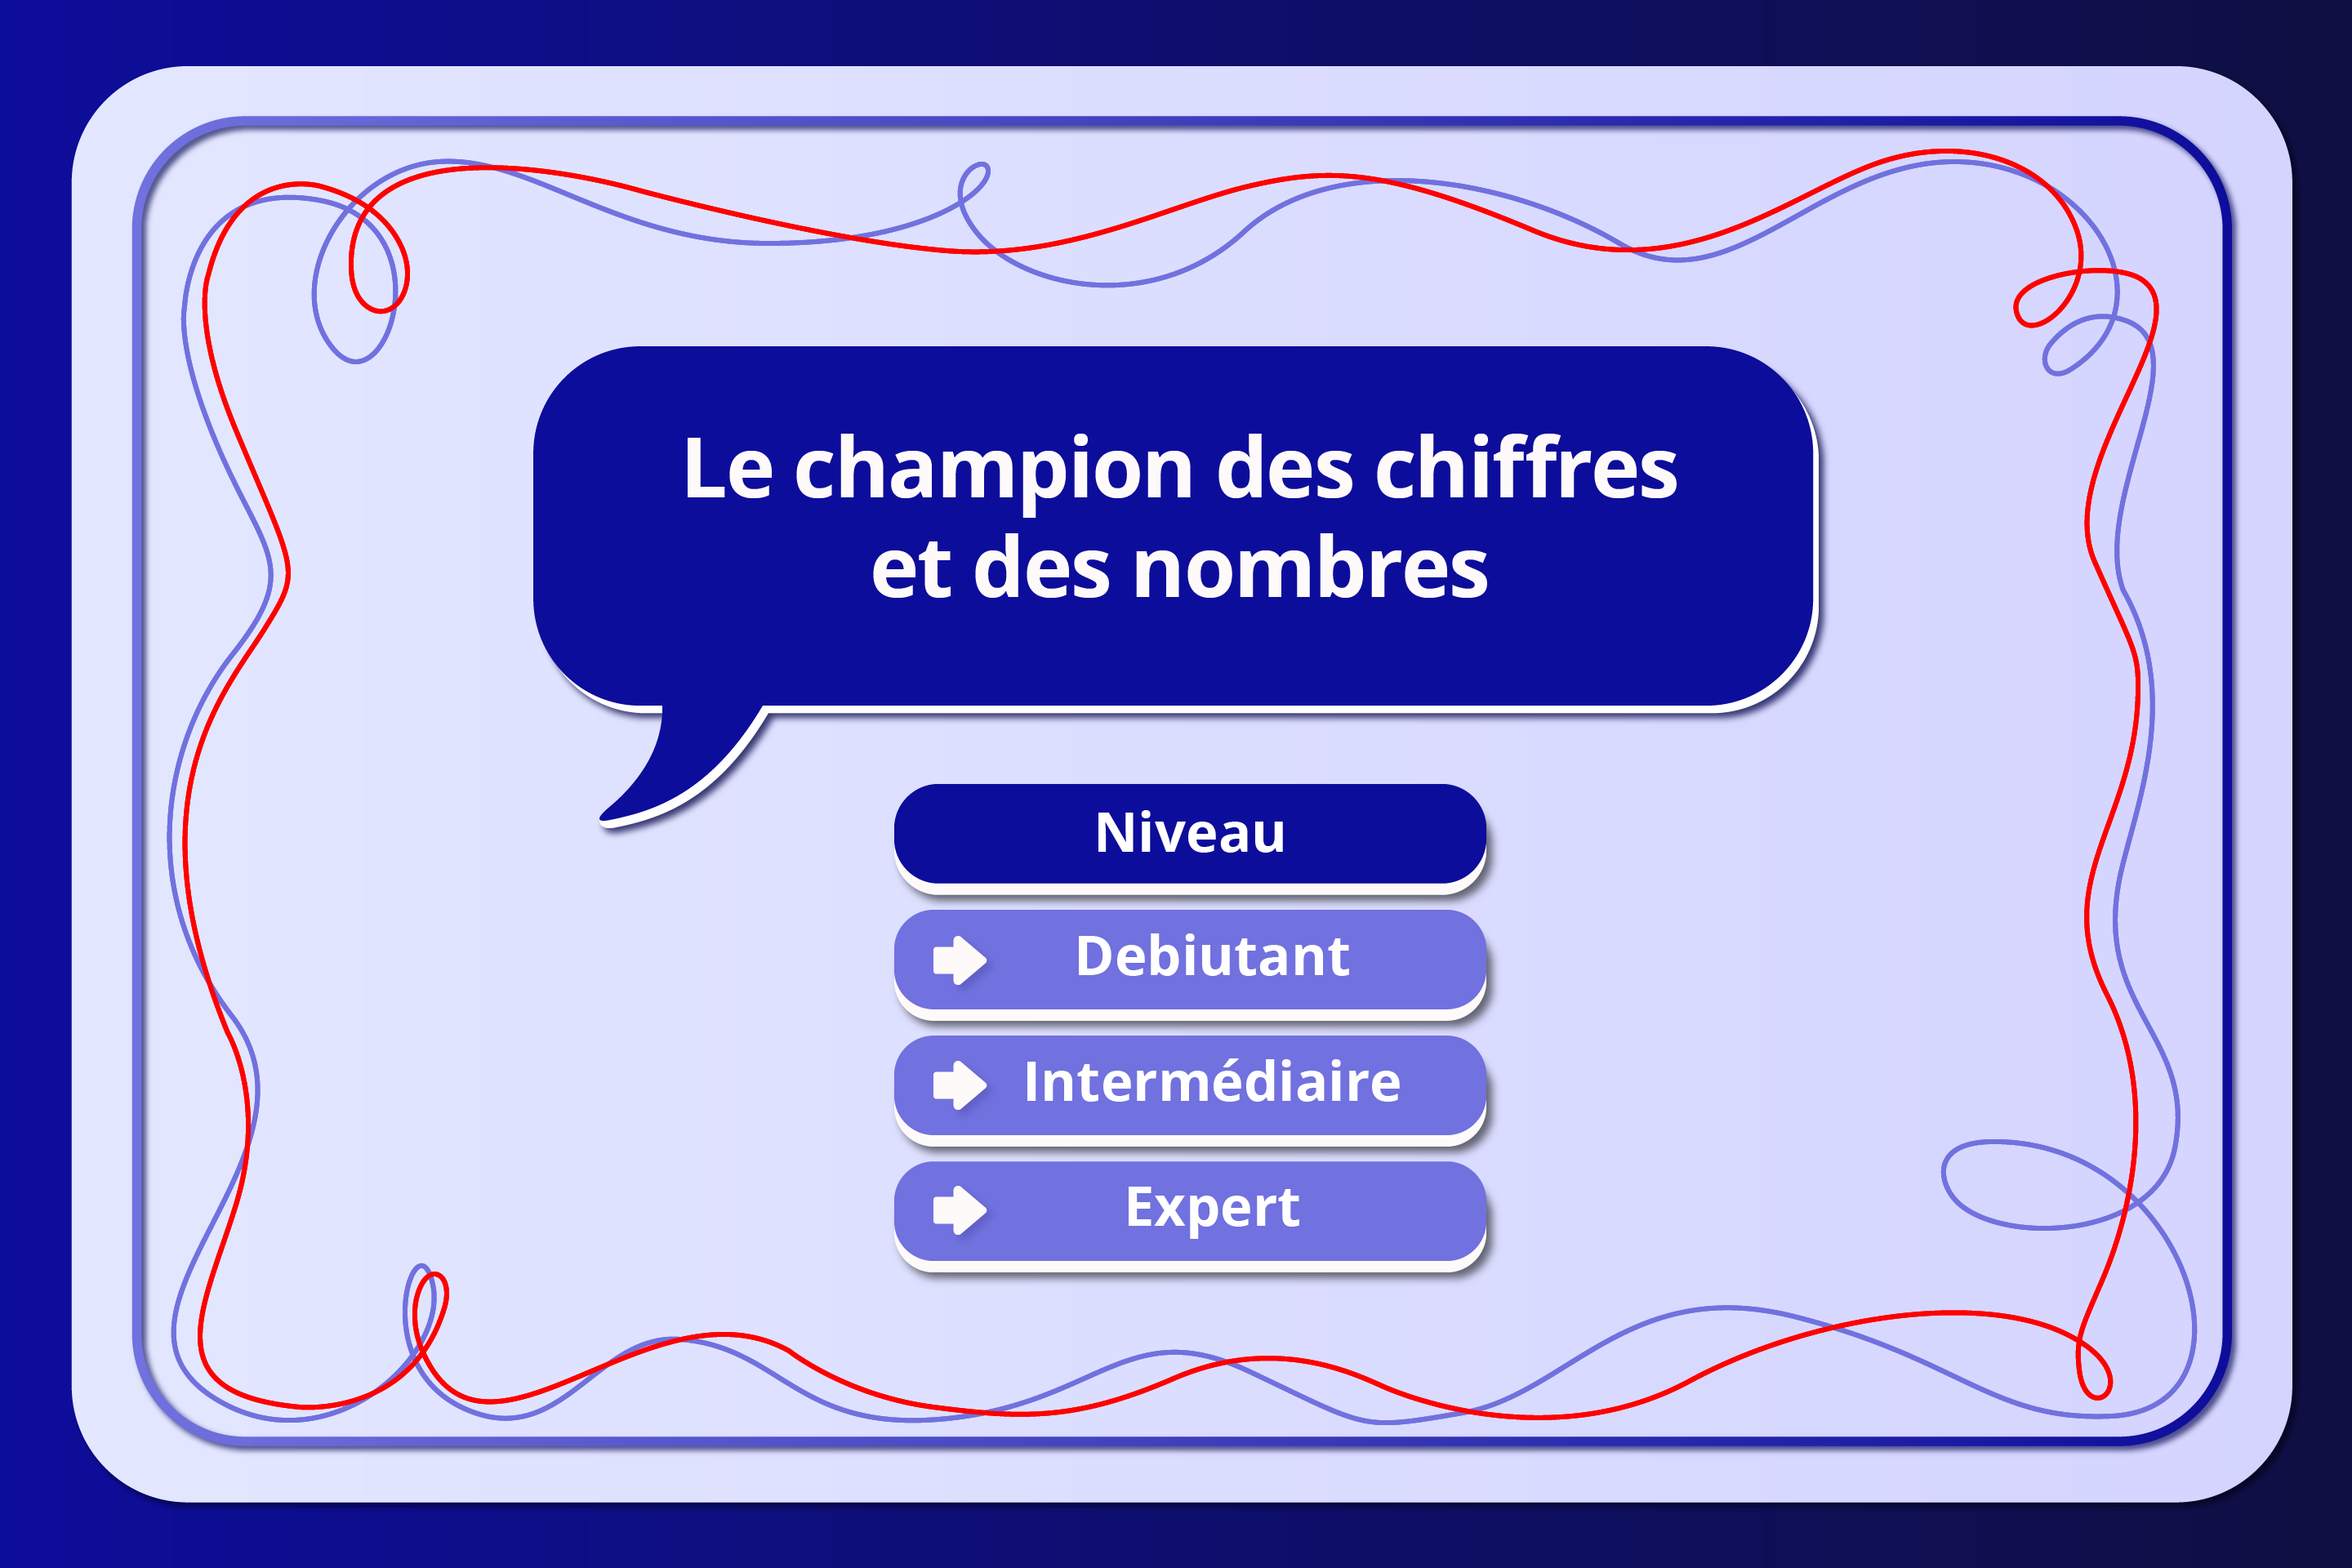 Le champion des chiffres
et des nombres
Niveau
Debiutant
Intermédiaire
Expert